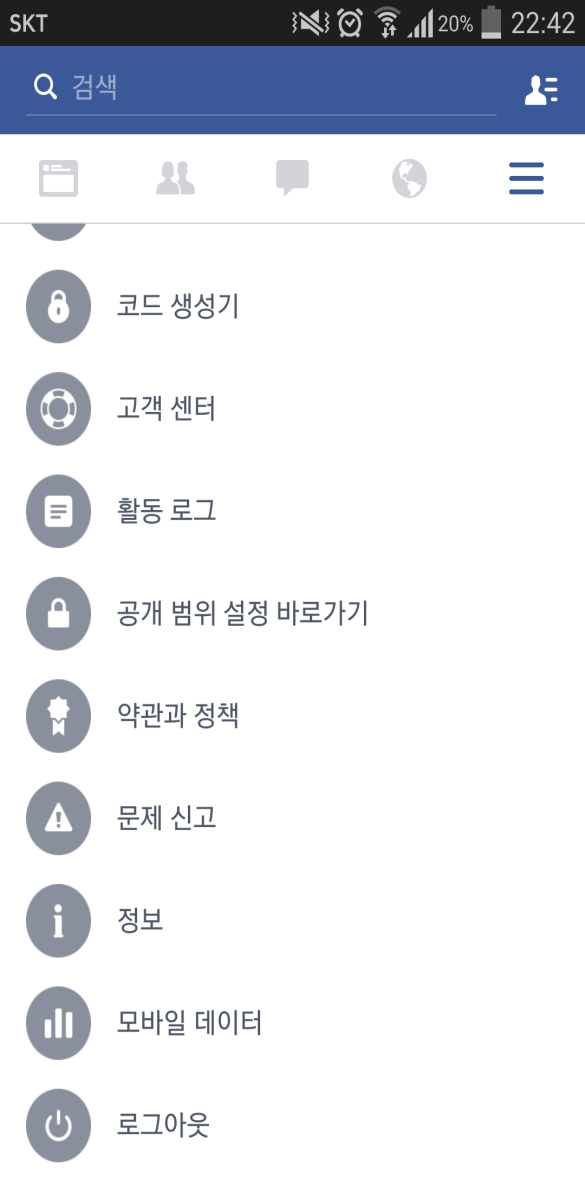 SKT 20% 22:42
검색
코드 생성기
고객 센터
활동 로그
공개 범위 설정 바로가기
약관과 정책
문제 신고
정보
모바일 데이터
로그아웃